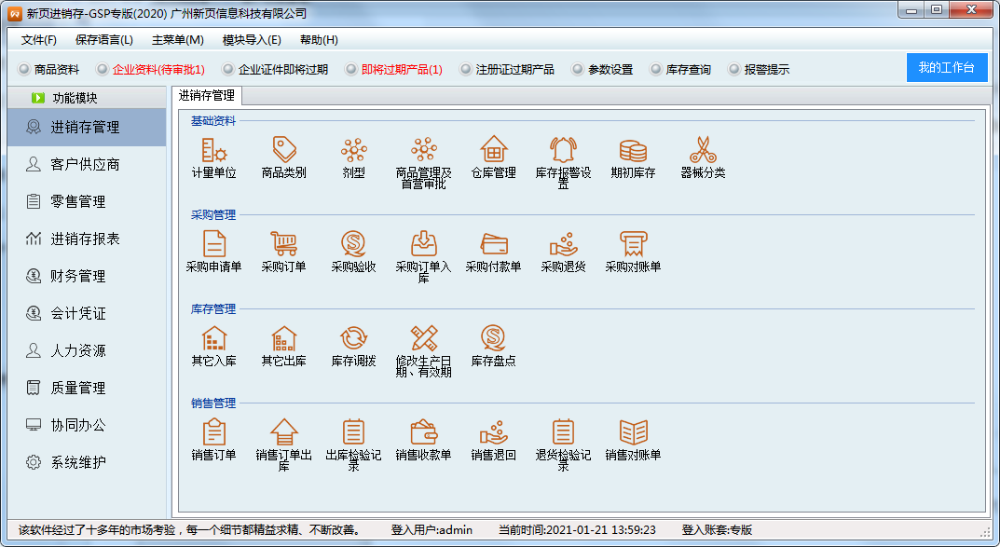 新页进销存-GSP专版(2020) 广州新页信息科技有限公司
文件(F) 保存语言(L) 主菜单(M) 模块导入(E) 帮助(H)
商品资料 企业资料(待审批1) 企业证件即将过期 即将过期产品(1) 注册证过期产品 参数设置 库存查询 报警提示 我的工作台
功能模块
进销存管理
客户供应商
零售管理
进销存报表
财务管理
会计凭证
人力资源
质量管理
协同办公
系统维护
进销存管理
基础资料
计量单位 商品类别 剂型 商品管理及 仓库管理 库存报警设 期初库存 器械分类
首营审批 置
采购管理
采购申请单 采购订单 采购验收 采购订单入 采购付款单 采购退货 采购对账单
库
库存管理
其它入库 其它出库 库存调拨 修改生产日 库存盘点
期、有效期
销售管理
销售订单 销售订单出 出库检验记 销售收款单 销售退回 退货检验记 销售对账单
库 录 录
该软件经过了十多年的市场考验，每一个细节都精益求精、不断改善。 登入用户:admin 当前时间:2021-01-21 13:59:23 登入账套:专版